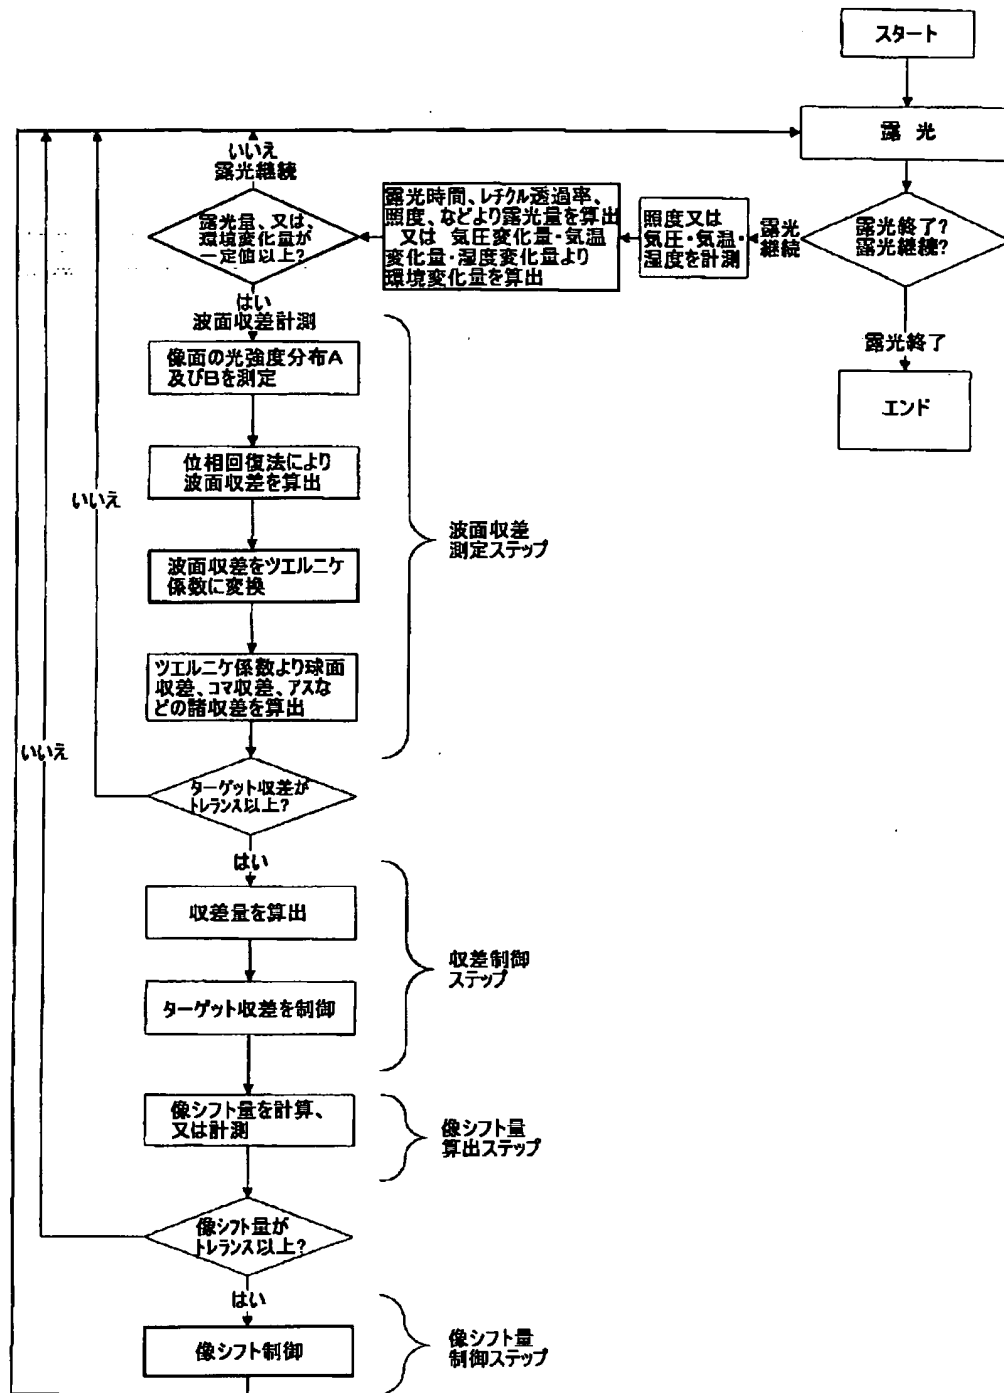 スタート
露 光
露光終了?
露光継続?
露光
継続
照度又は
気圧・気温・
湿度を計測
露光時間、レチクル透過率、
照度、などより露光量を算出
又は 気圧変化量・気温
変化量・湿度変化量より
環境変化量を算出
露光終了
エンド
いいえ
露光継続
露光量、又は、
環境変化量が
一定値以上?
はい
波面収差計測
像面の光強度分布A
及びBを測定
位相回復法により
波面収差を算出
波面収差をツエルニケ
係数に変換
ツエルニケ係数より球面
収差、コマ収差、アスな
どの諸収差を算出
波面収差
測定ステップ
いいえ
ターゲット収差が
トレランス以上?
はい
収差量を算出
ターゲット収差を制御
収差制御
ステップ
像シフト量を計算、
又は計測
像シフト量
算出ステップ
いいえ
像シフト量が
トレランス以上?
はい
像シフト制御
像シフト量
制御ステップ